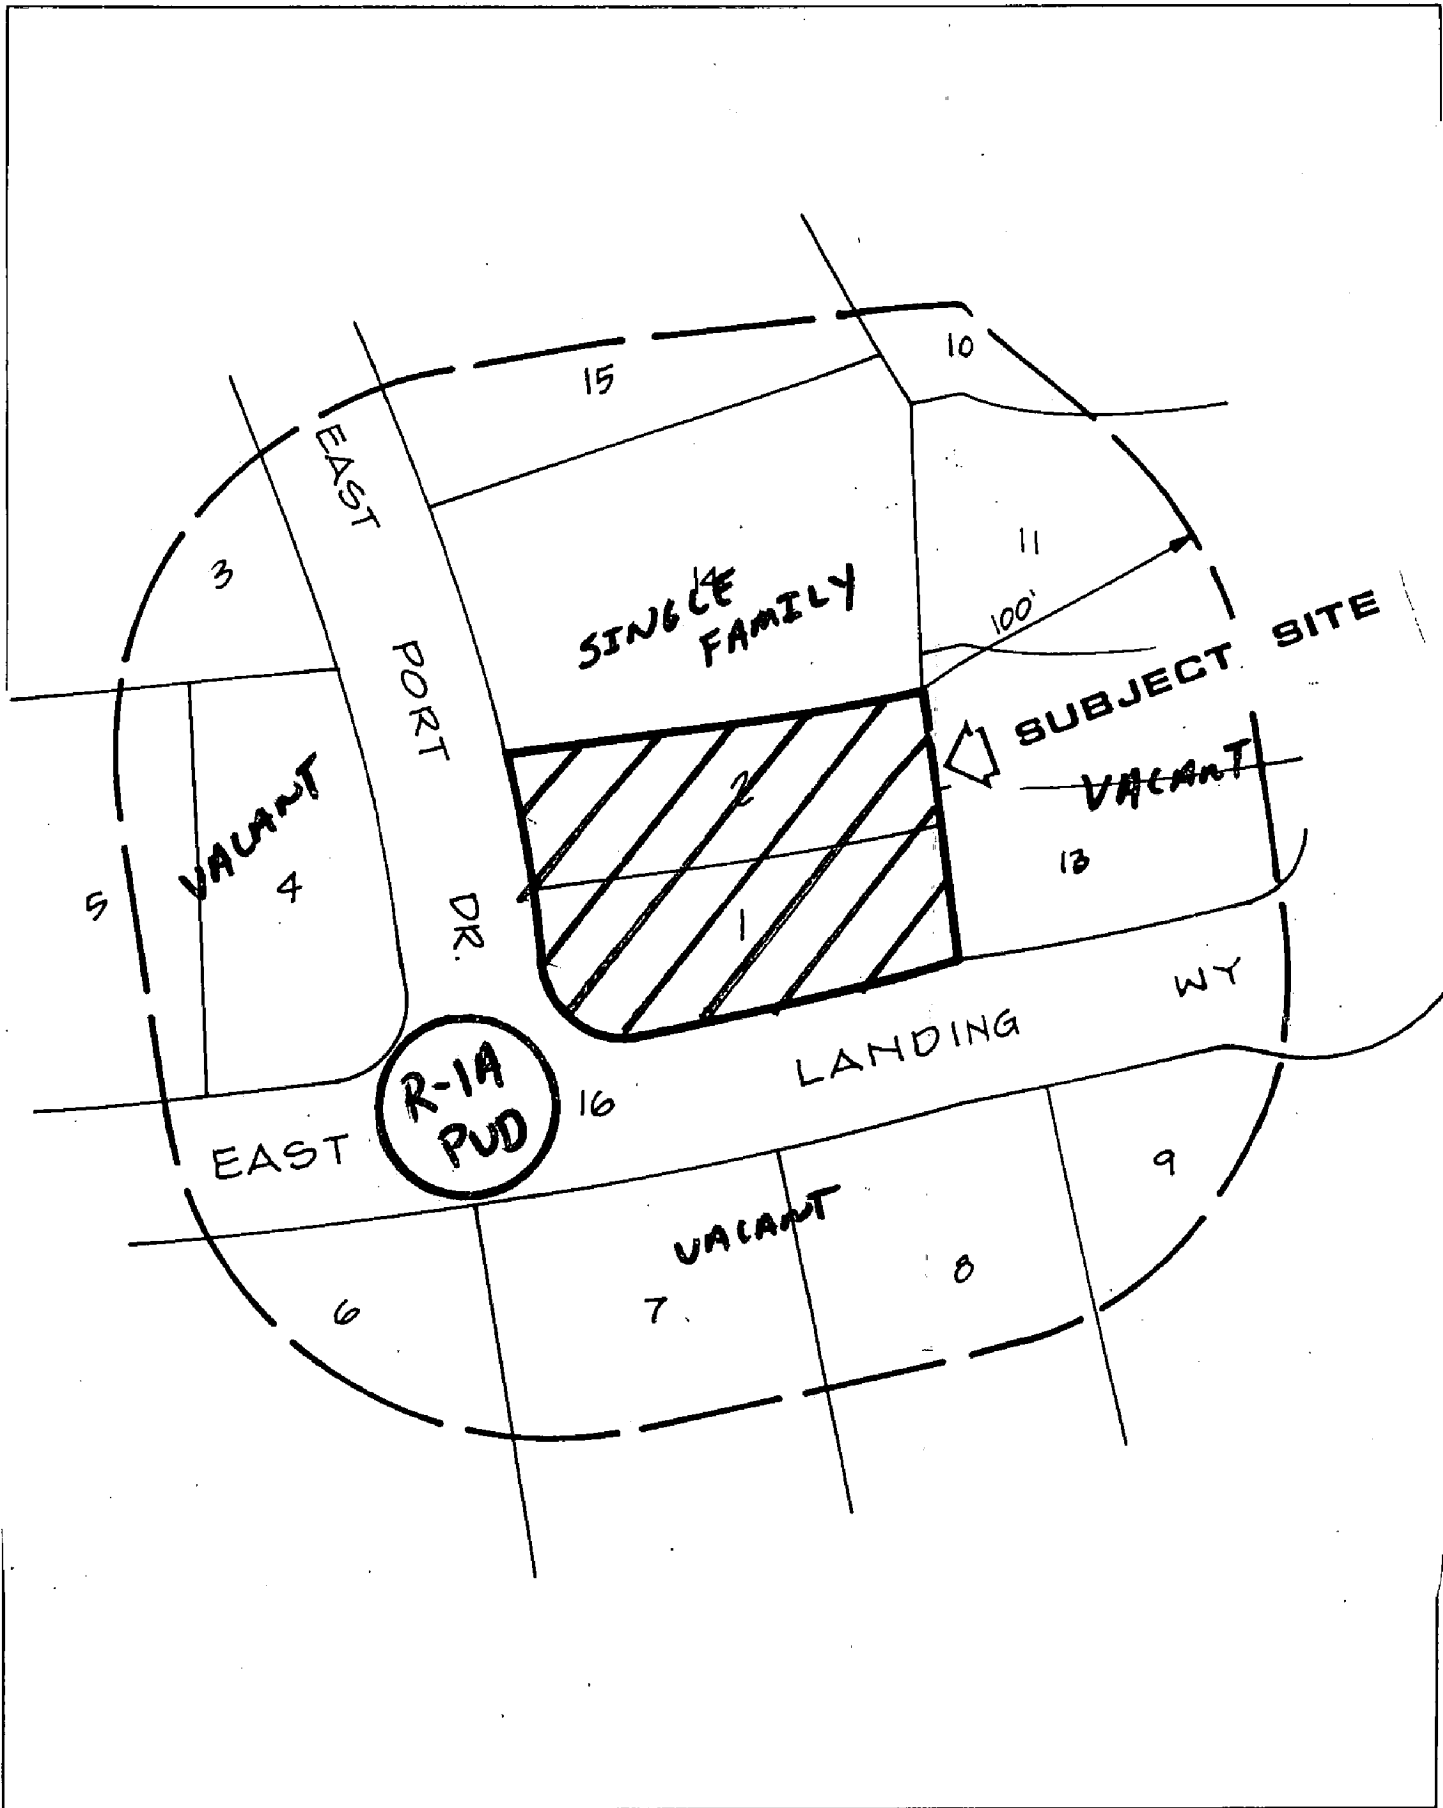 10
15
EAST
PORT
DR.
3
11
14
SINGLE
FAMILY
100'
SUBJECT SITE
VACANT
VACANT
2
13
5
4
1
WY
LANDING
R-1A
PUD
16
EAST
9
VACANT
8
6
7